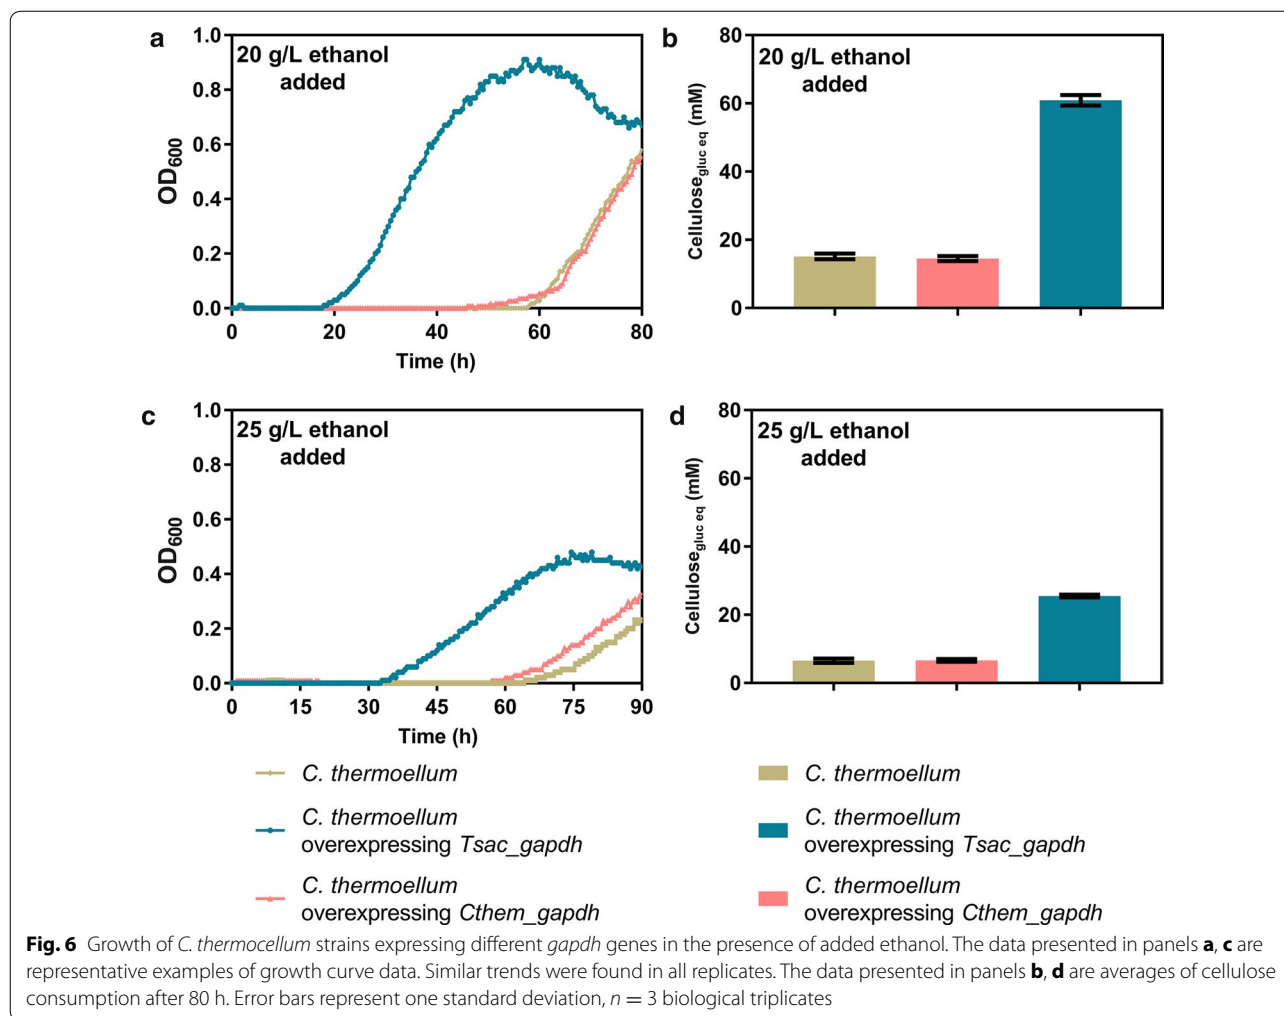 a
20 g/L ethanol
added
1.0
0.8
0.6
0.4
0.2
0.0
OD600
0
20
40
60
80
Time (h)
b
20 g/L ethanol
added
80
60
40
20
0
Cellulosegluc eq (mM)
c
25 g/L ethanol
added
1.0
0.8
0.6
0.4
0.2
0.0
OD600
0
15
30
45
60
75
90
Time (h)
d
25 g/L ethanol
added
80
60
40
20
0
Cellulosegluc eq (mM)
C. thermoellum
C. thermoellum
overexpressing Tsac_gapdh
C. thermoellum
overexpressing Cthem_gapdh
C. thermoellum
C. thermoellum
overexpressing Tsac_gapdh
C. thermoellum
overexpressing Cthem_gapdh
Fig. 6 Growth of C. thermocellum strains expressing different gapdh genes in the presence of added ethanol. The data presented in panels a, c are
representative examples of growth curve data. Similar trends were found in all replicates. The data presented in panels b, d are averages of cellulose
consumption after 80 h. Error bars represent one standard deviation, n = 3 biological triplicates